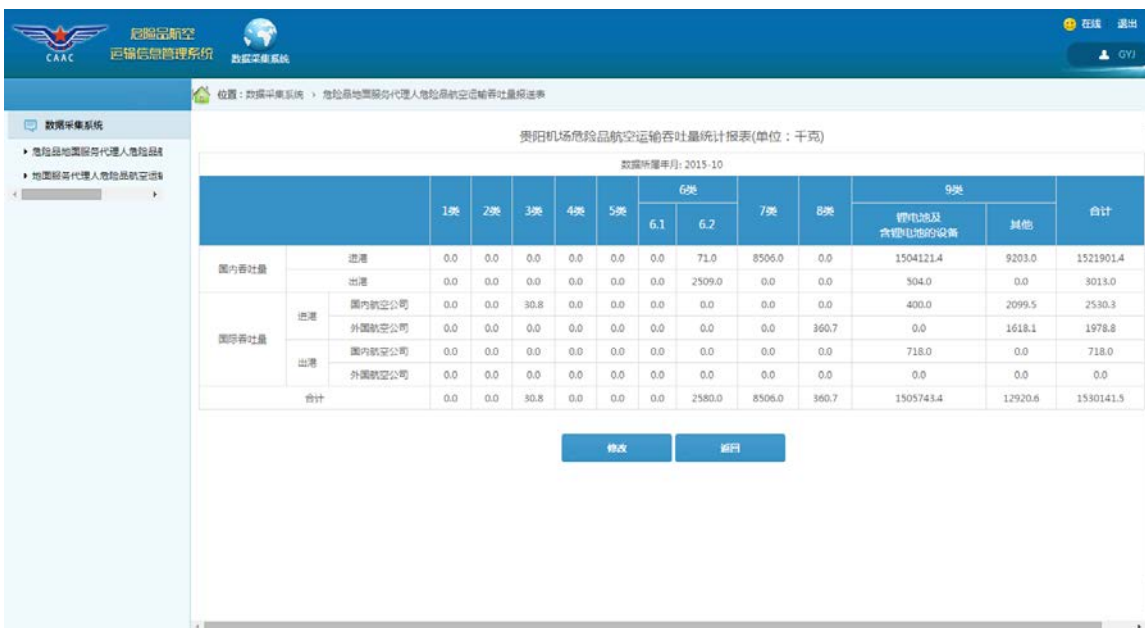 CAAC
危险品航空
运输信息管理系统
数据采集系统
在线 退出
GYJ
位置：数据采集系统 › 危险品地面服务代理人危险品航空运输吞吐量报送表
数据采集系统
危险品地面服务代理人危险品航
地面服务代理人危险品航空运输
贵阳机场危险品航空运输吞吐量统计报表(单位：千克)
数据所属年月: 2015-10
1类 2类 3类 4类 5类 6类 7类 8类 9类 合计
6.1 6.2 锂电池及 其他
含锂电池的设备
国内吞吐量 进港 0.0 0.0 0.0 0.0 0.0 0.0 71.0 8506.0 0.0 1504121.4 9203.0 1521901.4
出港 0.0 0.0 0.0 0.0 0.0 0.0 2509.0 0.0 0.0 504.0 0.0 3013.0
国际吞吐量 进港 国内航空公司 0.0 0.0 30.8 0.0 0.0 0.0 0.0 0.0 0.0 400.0 2099.5 2530.3
外国航空公司 0.0 0.0 0.0 0.0 0.0 0.0 0.0 0.0 360.7 0.0 1618.1 1978.8
出港 国内航空公司 0.0 0.0 0.0 0.0 0.0 0.0 0.0 0.0 0.0 718.0 0.0 718.0
外国航空公司 0.0 0.0 0.0 0.0 0.0 0.0 0.0 0.0 0.0 0.0 0.0 0.0
合计 0.0 0.0 30.8 0.0 0.0 0.0 2580.0 8506.0 360.7 1505743.4 12920.6 1530141.5
修改 返回